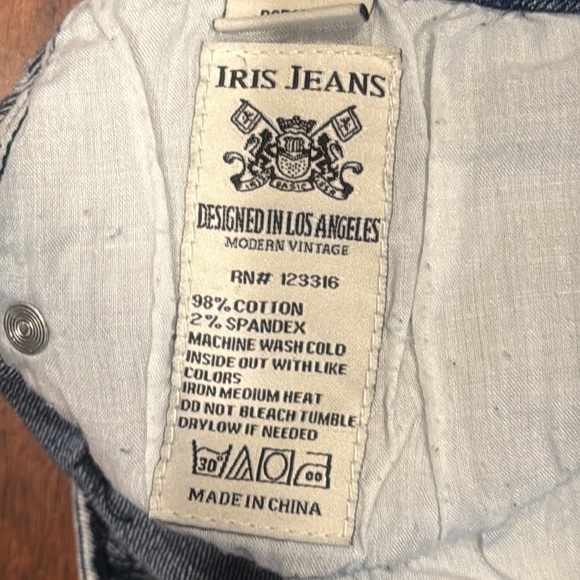 IRIS JEANS
BASIC
DESIGNED IN LOS ANGELES
MODERN VINTAGE
RN# 123316
98% COTTON
2% SPANDEX
MACHINE WASH COLD
INSIDE OUT WITH LIKE
COLORS
IRON MEDIUM HEAT
DO NOT BLEACH TUMBLE
DRYLOW IF NEEDED
30°
MADE IN CHINA